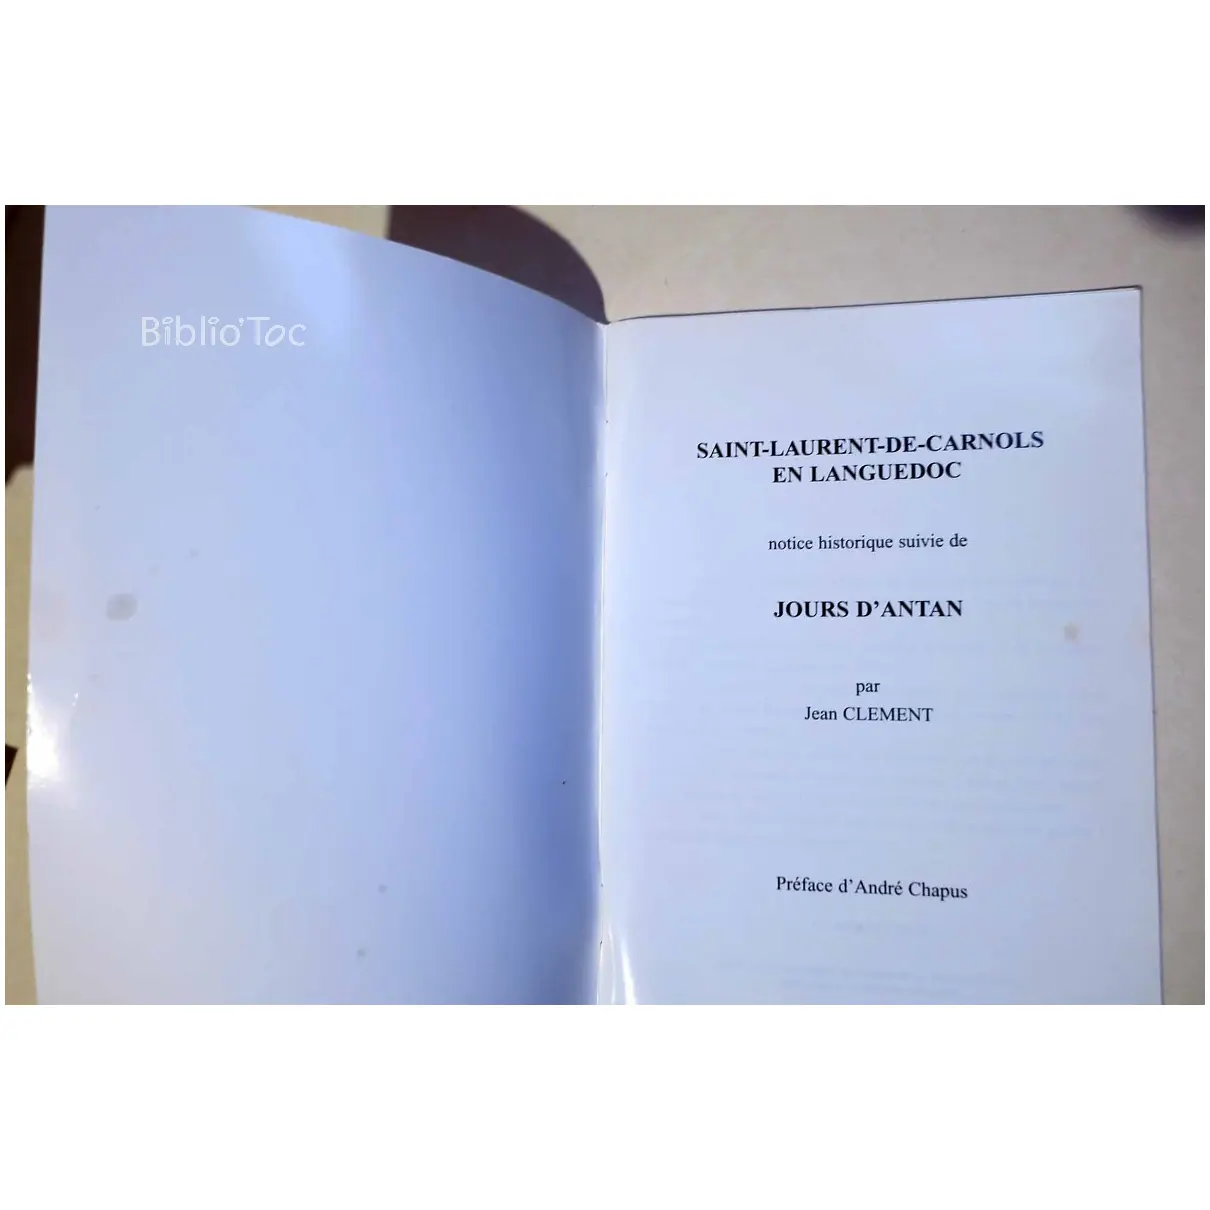 Biblio'Toc
SAINT-LAURENT-DE-CARNOLS
EN LANGUEDOC
notice historique suivie de
JOURS D'ANTAN
par
Jean CLEMENT
Préface d'André Chapus